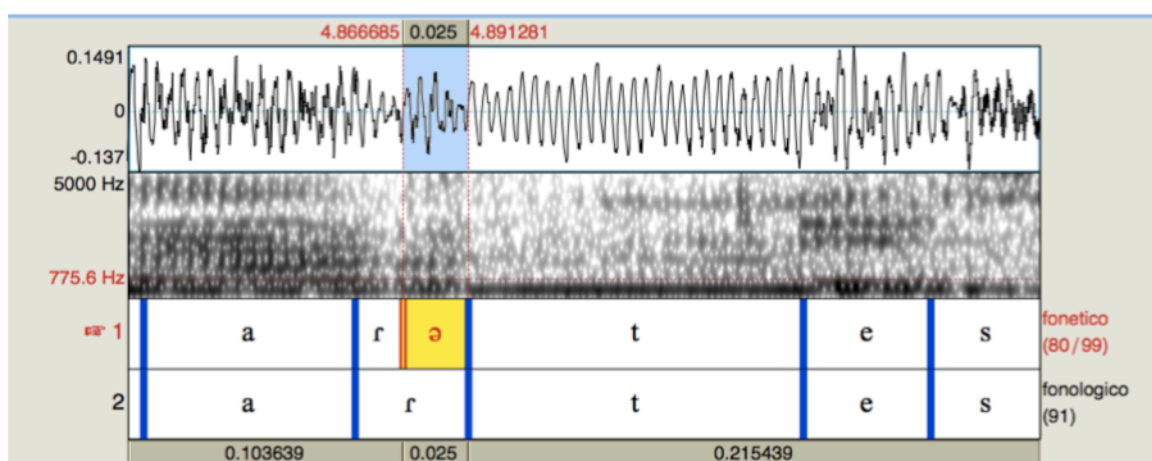 4.866685 0.025 4.891281
0.1491
0
-0.137
5000 Hz
775.6 Hz
1 a ɾ ə t e s fonetico
(80/99)
2 a ɾ t e s fonologico
(91)
0.103639 0.025 0.215439